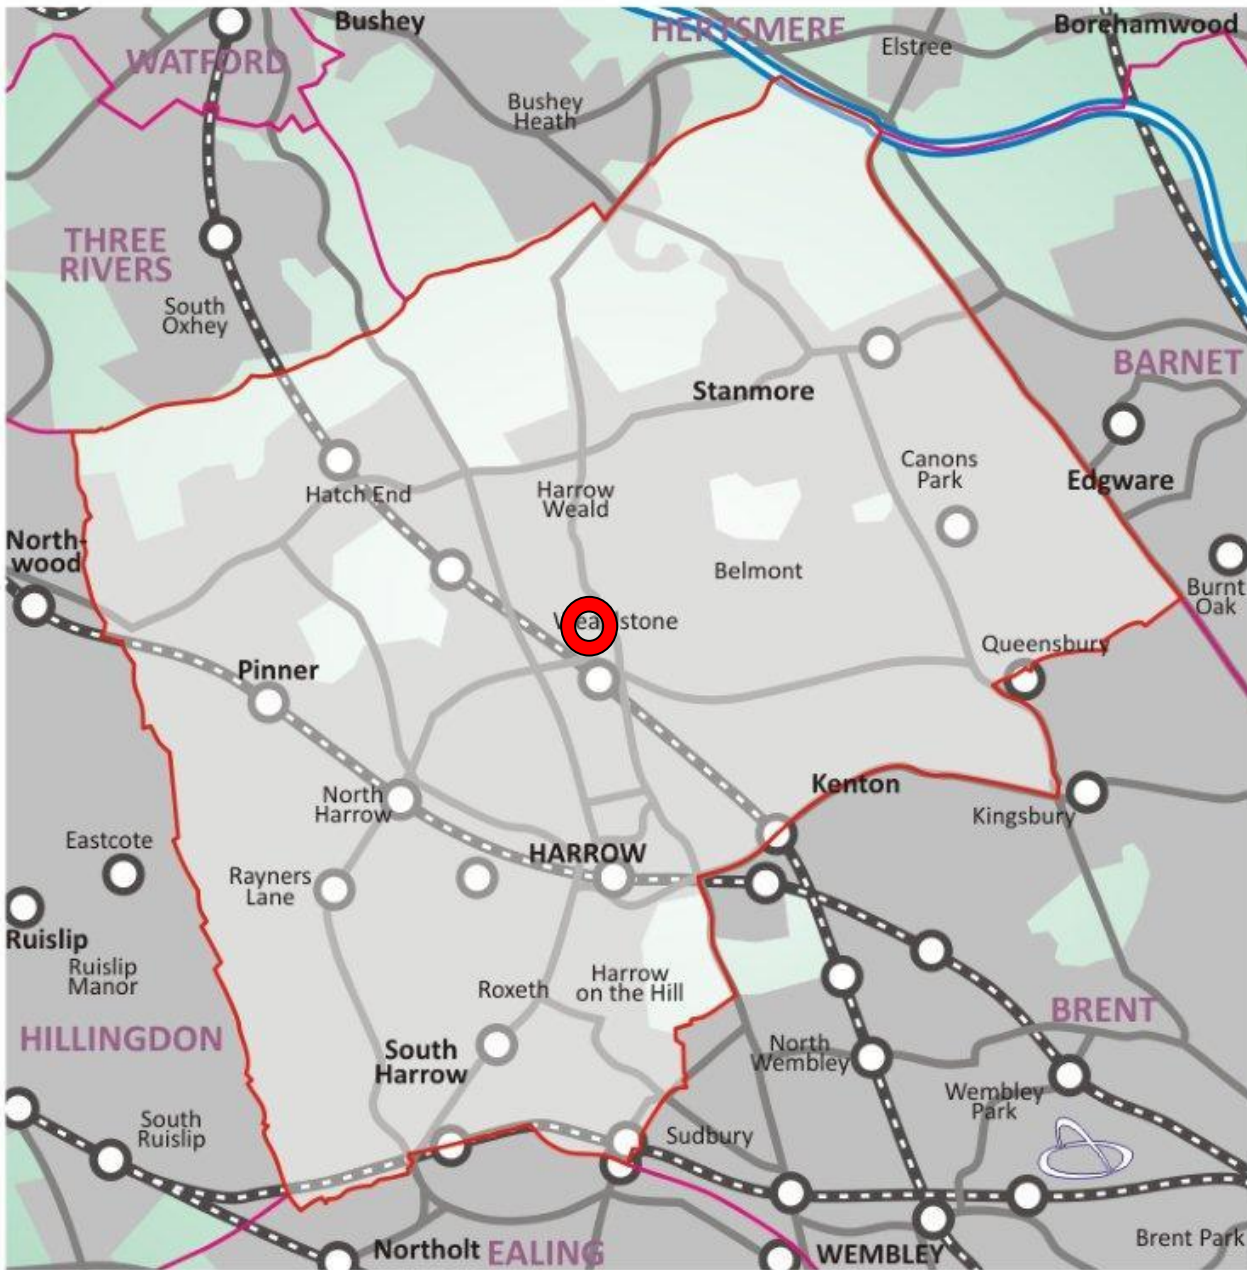 Bushey
HERTSMERE
Borehamwood
WATFORD
Elstree
Bushey
Heath
THREE
RIVERS
South
Oxhey
BARNET
Stanmore
Canons
Park
Edgware
Hatch End
Harrow
Weald
North-
wood
Belmont
Burnt
Oak
Queensbury
Pinner
Kenton
North
Harrow
Kingsbury
Eastcote
HARROW
Rayners
Lane
Ruislip
Ruislip
Manor
Roxeth
Harrow
on the Hill
BRENT
HILLINGDON
South
Harrow
North
Wembley
Wembley
Park
South
Ruislip
Sudbury
Brent Park
Northolt
EALING
WEMBLEY